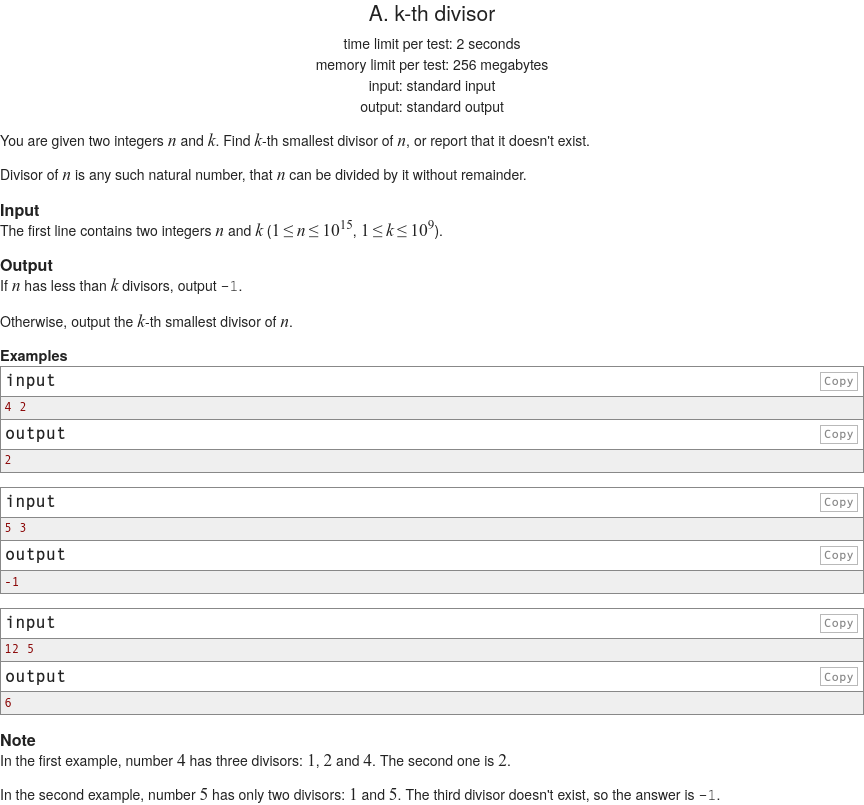 A. k-th divisor
time limit per test: 2 seconds
memory limit per test: 256 megabytes
input: standard input
output: standard output
You are given two integers n and k. Find k-th smallest divisor of n, or report that it doesn't exist.
Divisor of n is any such natural number, that n can be divided by it without remainder.
Input
The first line contains two integers n and k (1 ≤ n ≤ 10^15, 1 ≤ k ≤ 10^9).
Output
If n has less than k divisors, output -1.
Otherwise, output the k-th smallest divisor of n.
Examples
input Copy
4 2
output Copy
2
input Copy
5 3
output Copy
-1
input Copy
12 5
output Copy
6
Note
In the first example, number 4 has three divisors: 1, 2 and 4. The second one is 2.
In the second example, number 5 has only two divisors: 1 and 5. The third divisor doesn't exist, so the answer is -1.